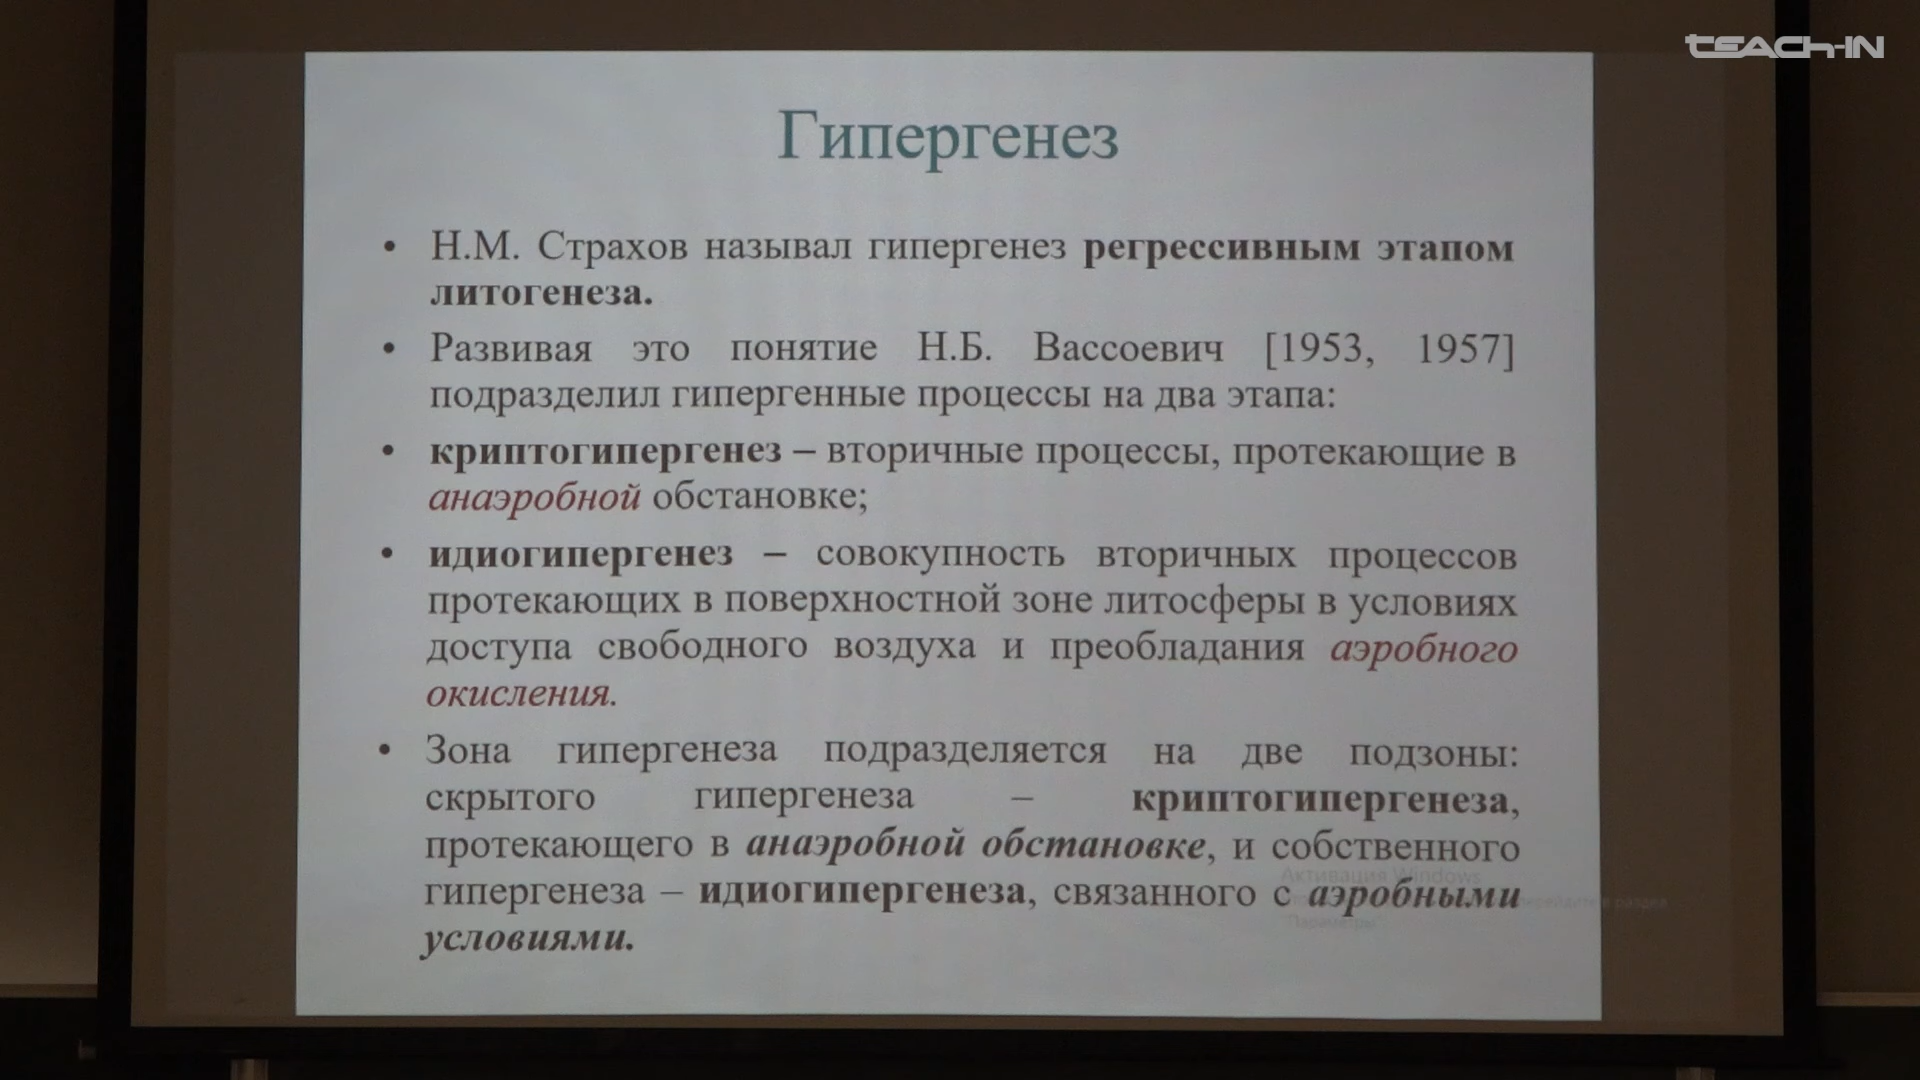 TEACH-IN
Гипергенез
• Н.М. Страхов называл гипергенез регрессивным этапом
литогенеза.
• Развивая это понятие Н.Б. Вассоевич [1953, 1957]
подразделил гипергенные процессы на два этапа:
• криптогипергенез – вторичные процессы, протекающие в
анаэробной обстановке;
• идиогипергенез – совокупность вторичных процессов
протекающих в поверхностной зоне литосферы в условиях
доступа свободного воздуха и преобладания аэробного
окисления.
• Зона гипергенеза подразделяется на две подзоны:
скрытого гипергенеза – криптогипергенеза,
протекающего в анаэробной обстановке, и собственного
гипергенеза – идиогипергенеза, связанного с аэробными
условиями.
Активация Windows
раздел
"Параметры".